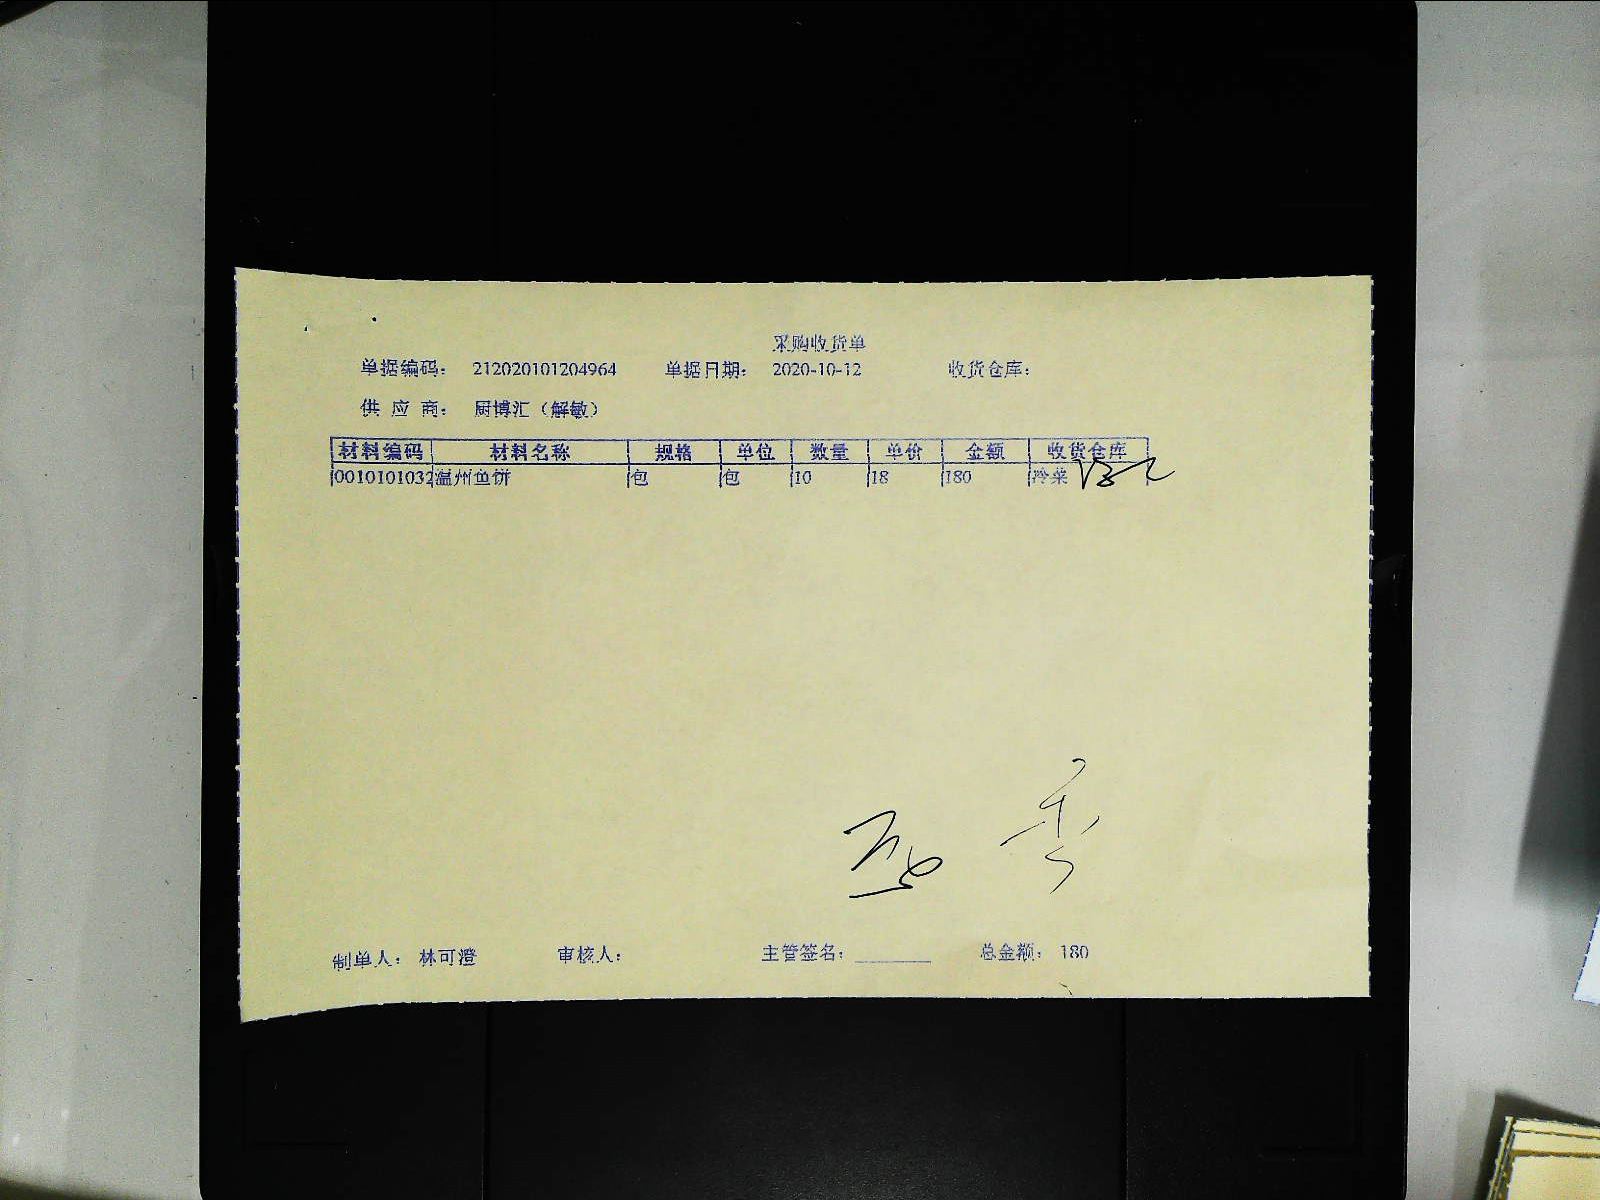 采购收货单
单据编码： 212020101204964 单据日期： 2020-10-12 收货仓库：
供 应 商： 厨博汇（解敏）
材料编码 材料名称 规格 单位 数量 单价 金额 收货仓库
0010101032 温州鱼饼 包 包 10 18 180 冷菜
制单人： 林可澄 审核人： 主管签名： 总金额： 180